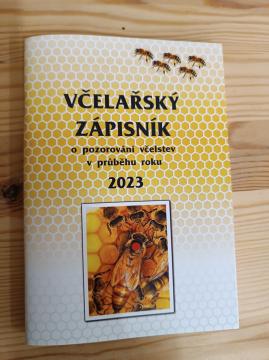 VČELAŘSKÝ
ZÁPISNÍK
o pozorování včelstev
v průběhu roku
2023